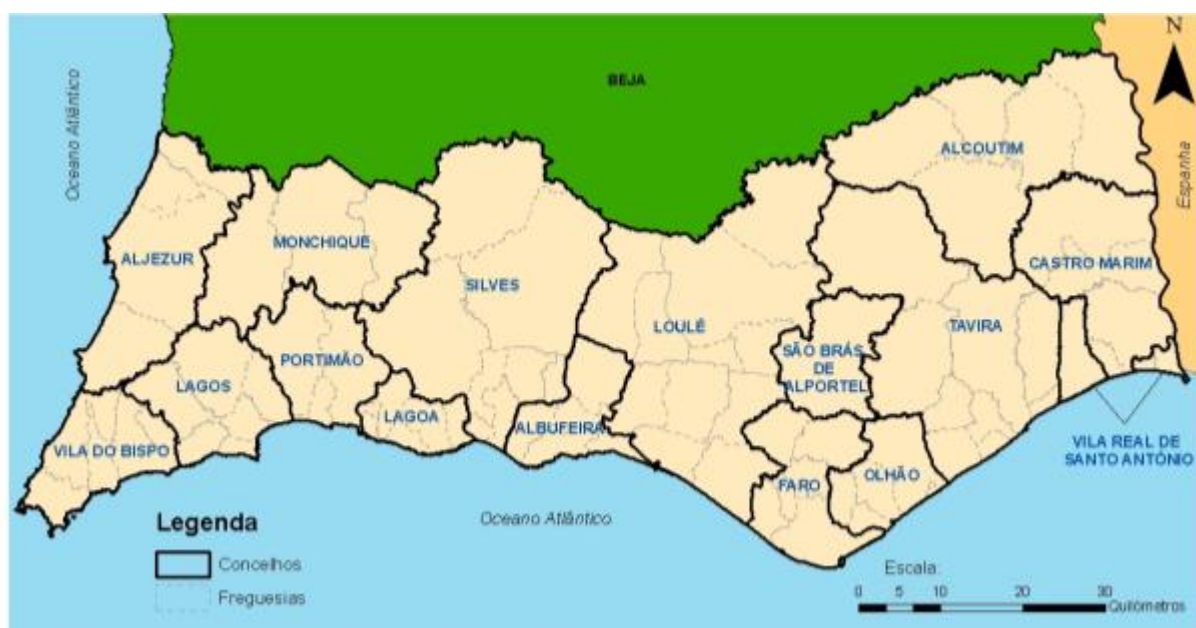 N
Oceano Atlântico
BEJA
ALCOUTIM
Espanha
MONCHIQUE
ALJEZUR
CASTRO MARIM
SILVES
LOULÉ
TAVIRA
PORTIMÃO
SÃO BRÁS
DE
ALPORTEL
LAGOS
LAGOA
ALBUFEIRA
VILA REAL DE
SANTO ANTÓNIO
VILA DO BISPO
OLHÃO
FARO
Oceano Atlântico
Legenda
Concelhos
Freguesias
Escala:
0 5 10 20 30
Quilómetros